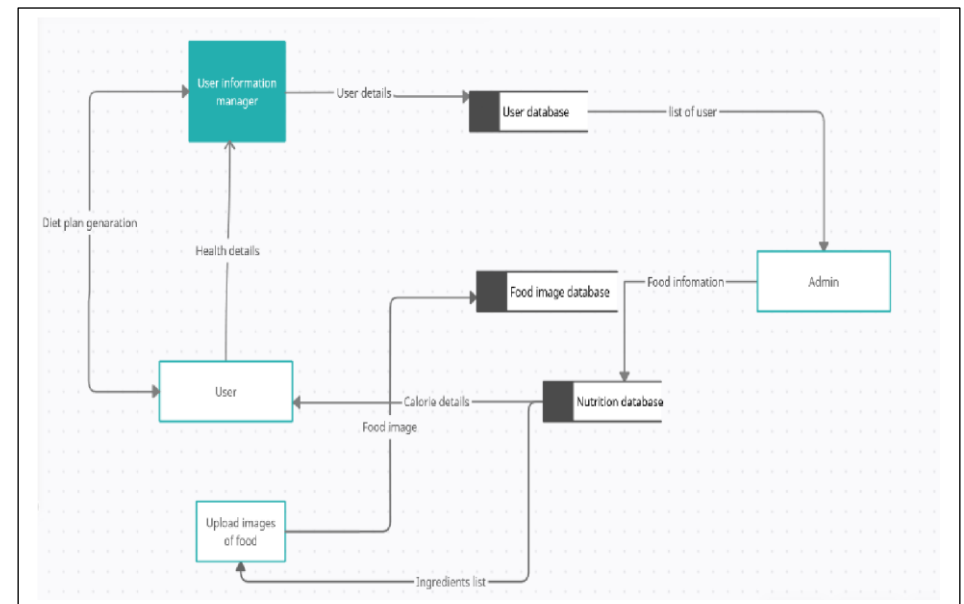 User information
manager
User details
User database
list of user
Diet plan genaration
Health details
Food image database
Food infomation
Admin
User
Calorie details
Nutrition database
Food image
Upload images
of food
Ingredients list